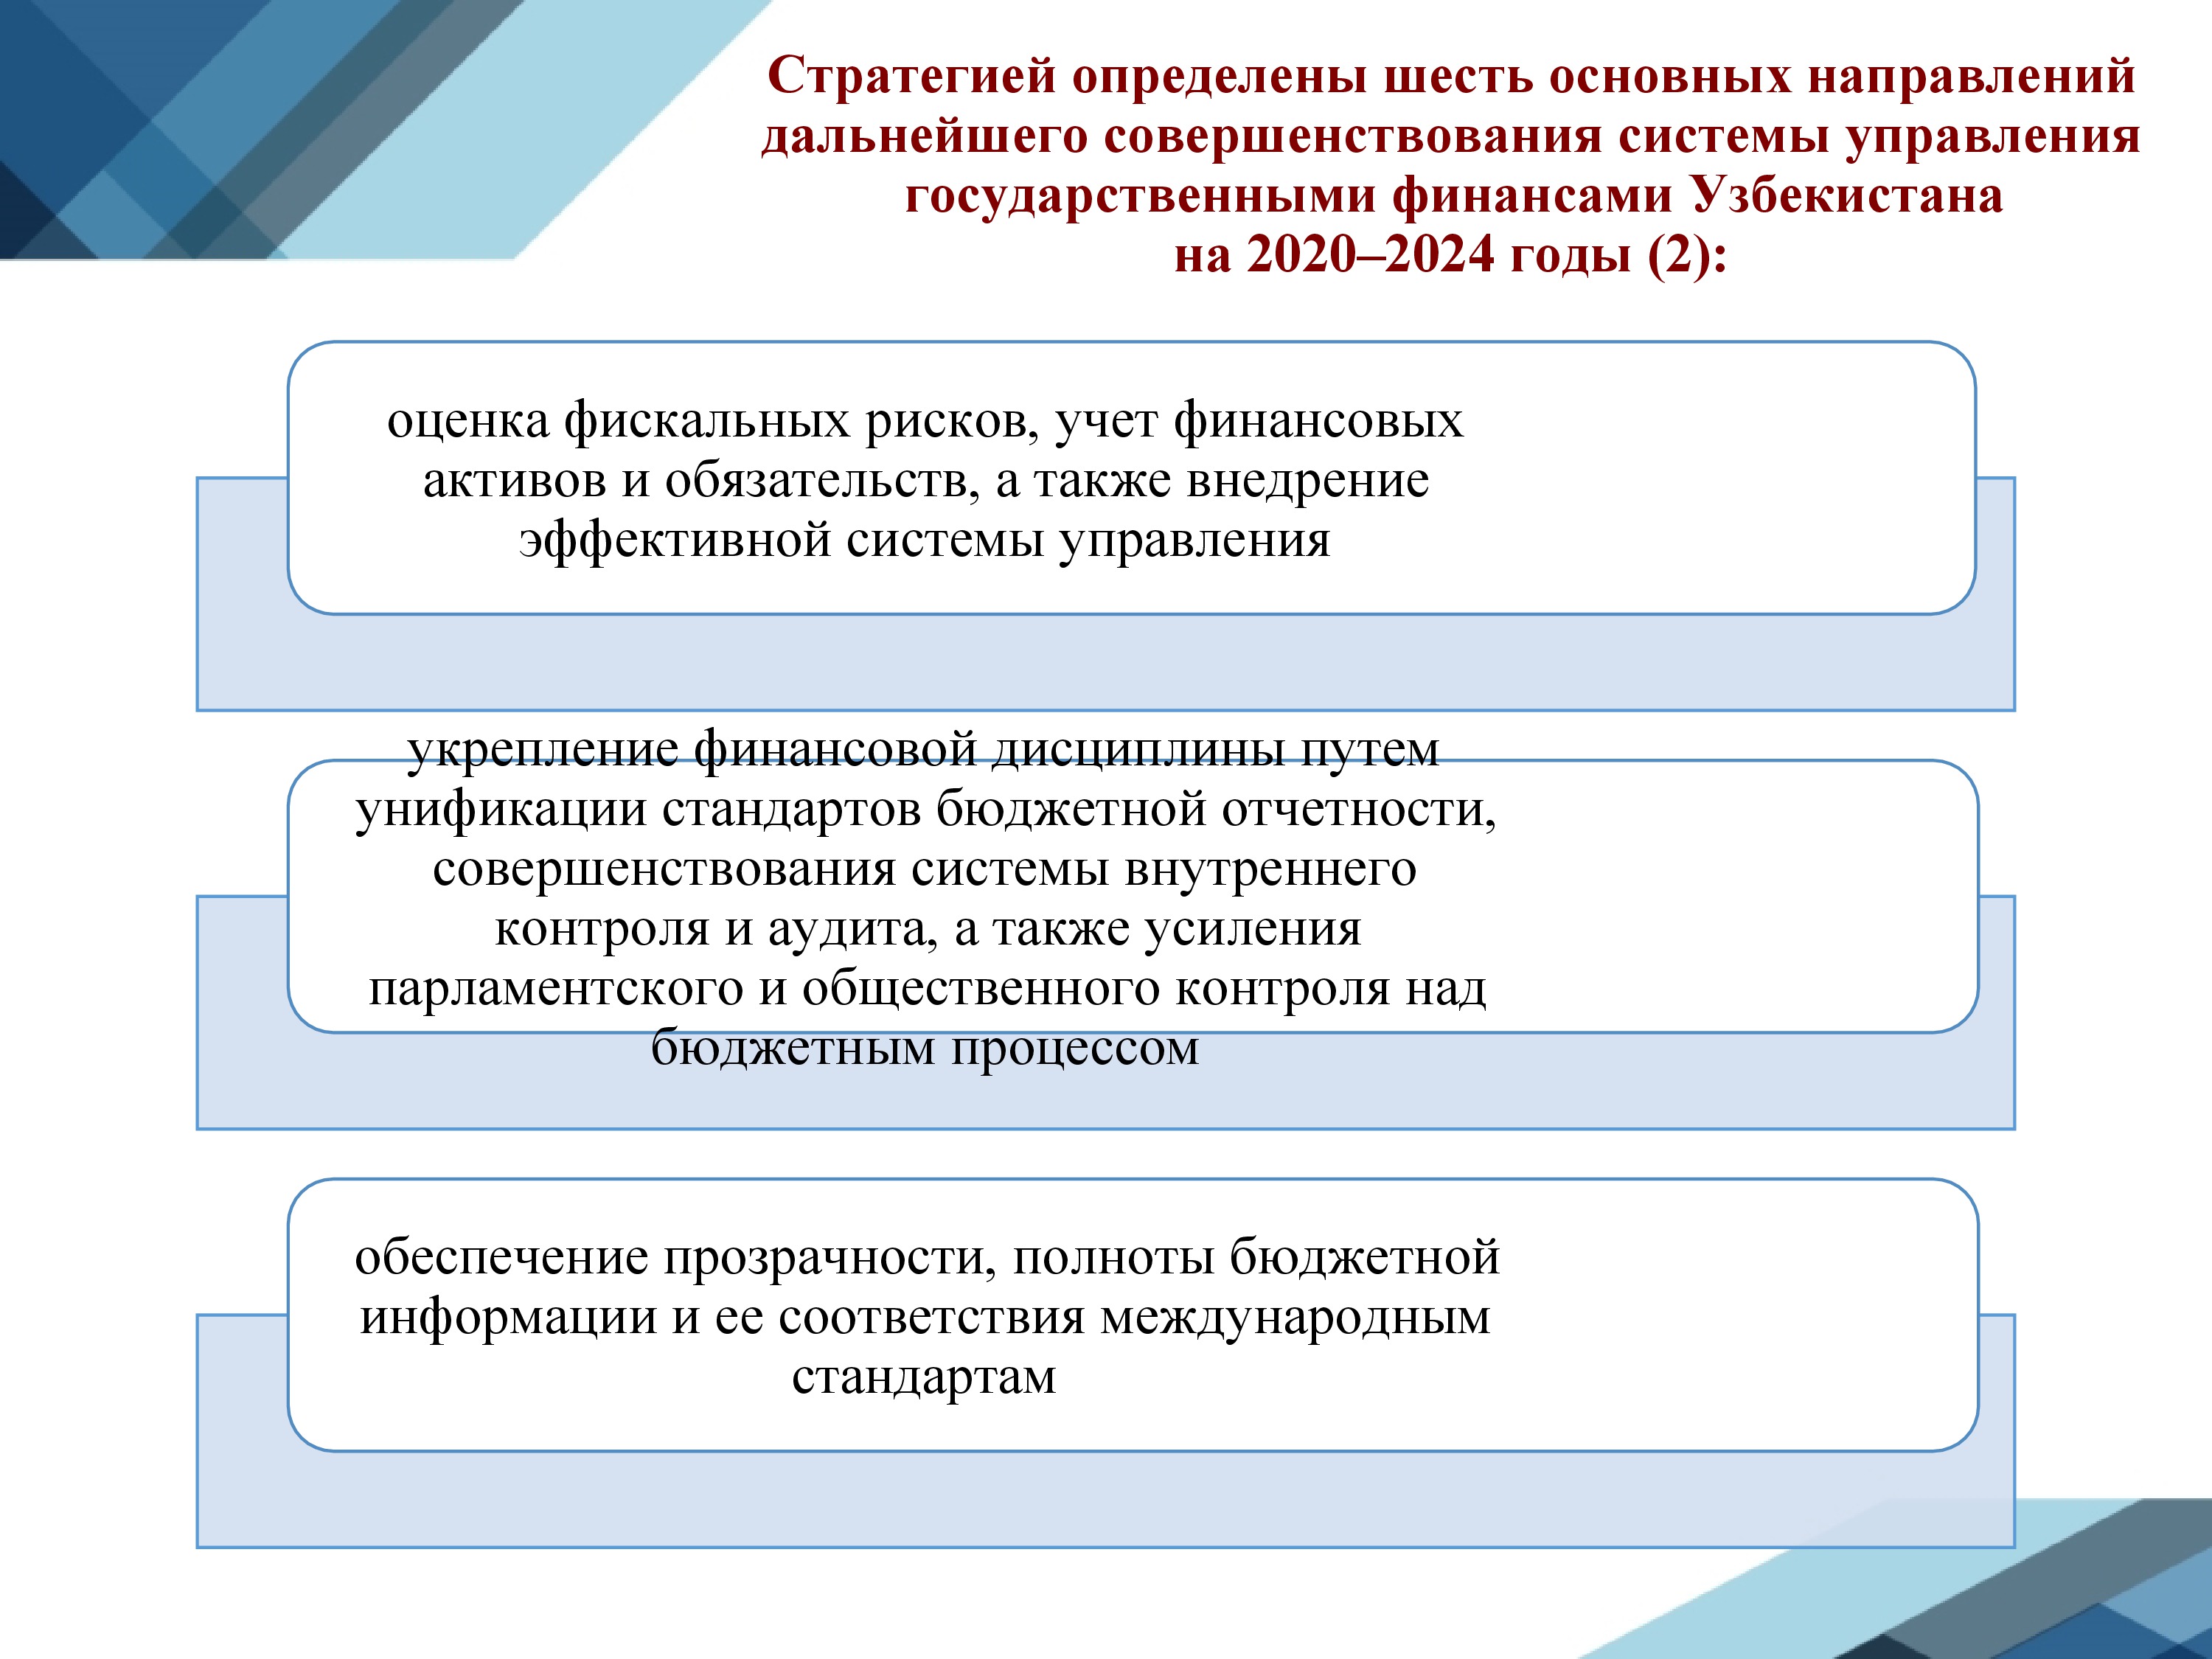 Стратегией определены шесть основных направлений
дальнейшего совершенствования системы управления
государственными финансами Узбекистана
на 2020–2024 годы (2):
оценка фискальных рисков, учет финансовых
активов и обязательств, а также внедрение
эффективной системы управления
укрепление финансовой дисциплины путем
унификации стандартов бюджетной отчетности,
совершенствования системы внутреннего
контроля и аудита, а также усиления
парламентского и общественного контроля над
бюджетным процессом
обеспечение прозрачности, полноты бюджетной
информации и ее соответствия международным
стандартам